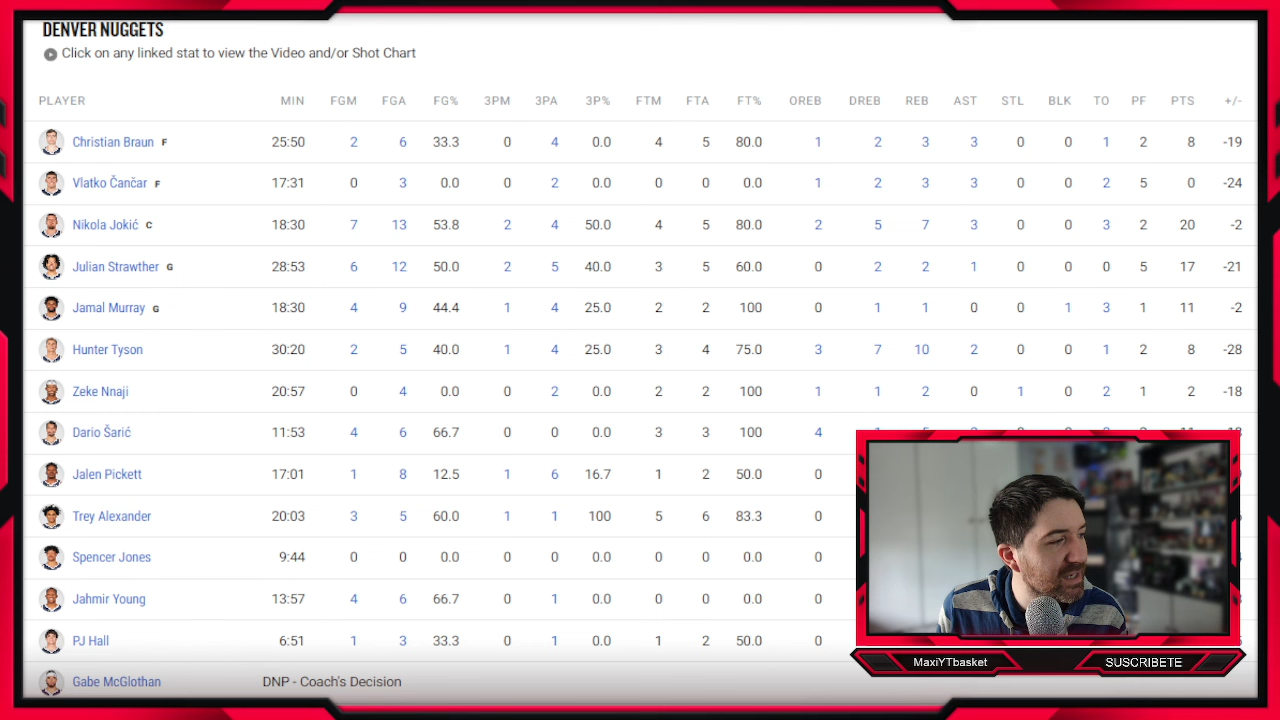 DENVER NUGGETS
Click on any linked stat to view the Video and/or Shot Chart
PLAYER MIN FGM FGA FG% 3PM 3PA 3P% FTM FTA FT% OREB DREB REB AST STL BLK TO PF PTS +/-
Christian Braun F 25:50 2 6 33.3 0 4 0.0 4 5 80.0 1 2 3 3 0 0 1 2 8 -19
Vlatko Čančar F 17:31 0 3 0.0 0 2 0.0 0 0 0.0 1 2 3 3 0 0 2 5 0 -24
Nikola Jokić C 18:30 7 13 53.8 2 4 50.0 4 5 80.0 2 5 7 3 0 0 3 2 20 -2
Julian Strawther G 28:53 6 12 50.0 2 5 40.0 3 5 60.0 0 2 2 1 0 0 0 5 17 -21
Jamal Murray G 18:30 4 9 44.4 1 4 25.0 2 2 100 0 1 1 0 0 1 3 1 11 -2
Hunter Tyson 30:20 2 5 40.0 1 4 25.0 3 4 75.0 3 7 10 2 0 0 1 2 8 -28
Zeke Nnaji 20:57 0 4 0.0 0 2 0.0 2 2 100 1 1 2 0 1 0 2 1 2 -18
Dario Šarić 11:53 4 6 66.7 0 0 0.0 3 3 100 4
Jalen Pickett 17:01 1 8 12.5 1 6 16.7 1 2 50.0 0
Trey Alexander 20:03 3 5 60.0 1 1 100 5 6 83.3 0
Spencer Jones 9:44 0 0 0.0 0 0 0.0 0 0 0.0 0
Jahmir Young 13:57 4 6 66.7 0 1 0.0 0 0 0.0 0
PJ Hall 6:51 1 3 33.3 0 1 0.0 1 2 50.0 0
Gabe McGlothan DNP - Coach's Decision
MaxiYTbasket SUSCRIBETE